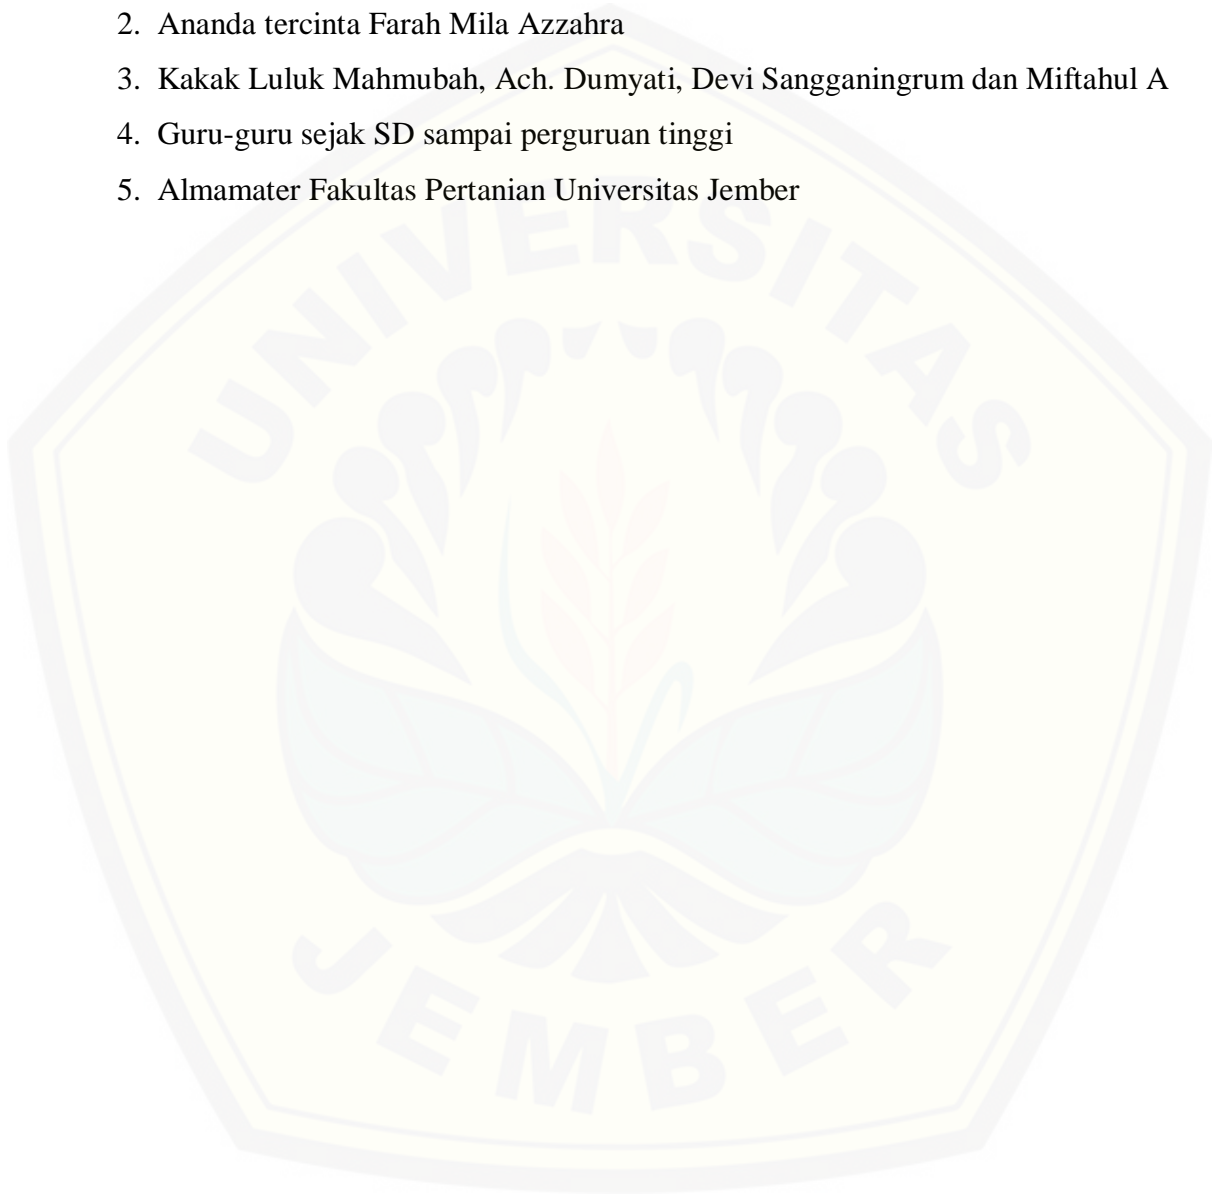 2. Ananda tercinta Farah Mila Azzahra
3. Kakak Luluk Mahmubah, Ach. Dumyati, Devi Sangganingrum dan Miftahul A
4. Guru-guru sejak SD sampai perguruan tinggi
5. Almamater Fakultas Pertanian Universitas Jember
UNIVERSITAS
JEMBER